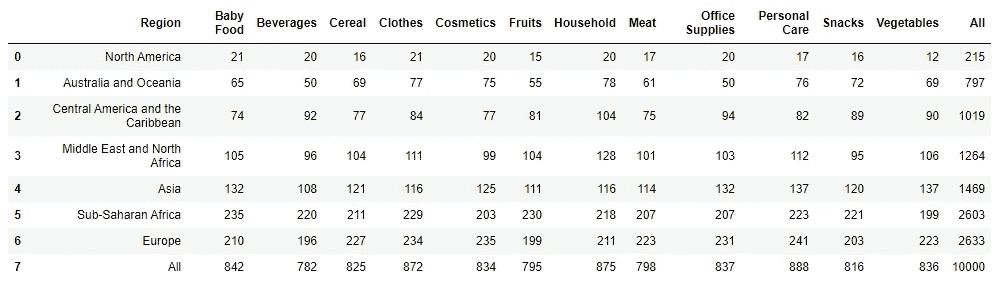 Region Baby Food Beverages Cereal Clothes Cosmetics Fruits Household Meat Office Supplies Personal Care Snacks Vegetables All
0 North America 21 20 16 21 20 15 20 17 20 17 16 12 215
1 Australia and Oceania 65 50 69 77 75 55 78 61 50 76 72 69 797
2 Central America and the Caribbean 74 92 77 84 77 81 104 75 94 82 89 90 1019
3 Middle East and North Africa 105 96 104 111 99 104 128 101 103 112 95 106 1264
4 Asia 132 108 121 116 125 111 116 114 132 137 120 137 1469
5 Sub-Saharan Africa 235 220 211 229 203 230 218 207 207 223 221 199 2603
6 Europe 210 196 227 234 235 199 211 223 231 241 203 223 2633
7 All 842 782 825 872 834 795 875 798 837 888 816 836 10000